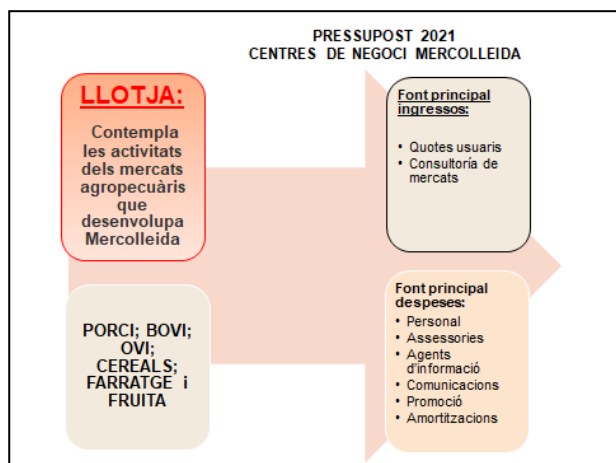 PRESSUPOST 2021
CENTRES DE NEGOCI MERCOLLEIDA
LLOTJA:
Contempla
les activitats
dels mercats
agropecuàris
que
desenvolupa
Mercolleida
Font principal
ingressos:
• Quotes usuaris
• Consultoría de
mercats
PORCI; BOVI;
OVI;
CEREALS;
FARRATGE i
FRUITA
Font principal
despeses:
• Personal
• Assessories
• Agents
d'informació
• Comunicacions
• Promoció
• Amortitzacions